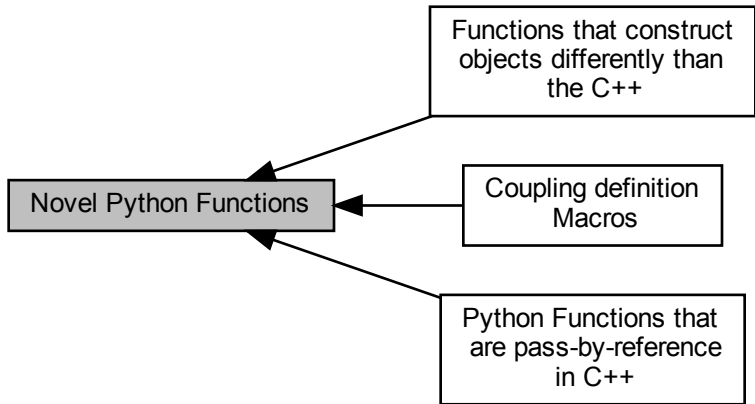 Functions that construct
objects differently than
the C++
Novel Python Functions
Coupling definition
Macros
Python Functions that
are pass-by-reference
in C++